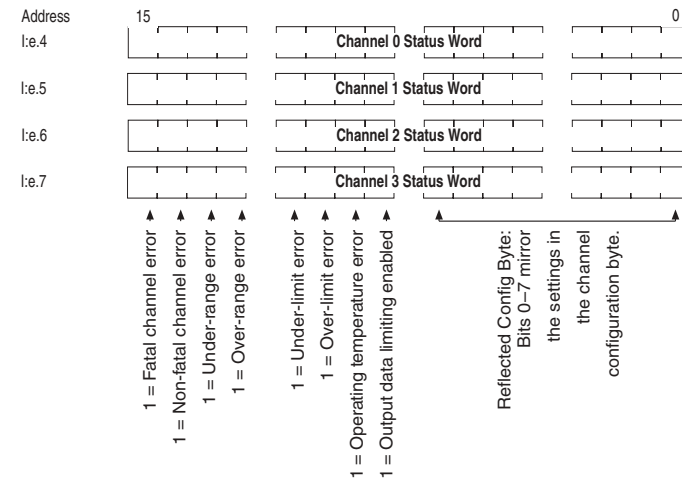 Address
15
0
I:e.4
Channel 0 Status Word
I:e.5
Channel 1 Status Word
I:e.6
Channel 2 Status Word
I:e.7
Channel 3 Status Word
1 = Fatal channel error
1 = Non-fatal channel error
1 = Under-range error
1 = Over-range error
1 = Under-limit error
1 = Over-limit error
1 = Operating temperature error
1 = Output data limiting enabled
Reflected Config Byte:
Bits 0–7 mirror
the settings in
the channel
configuration byte.